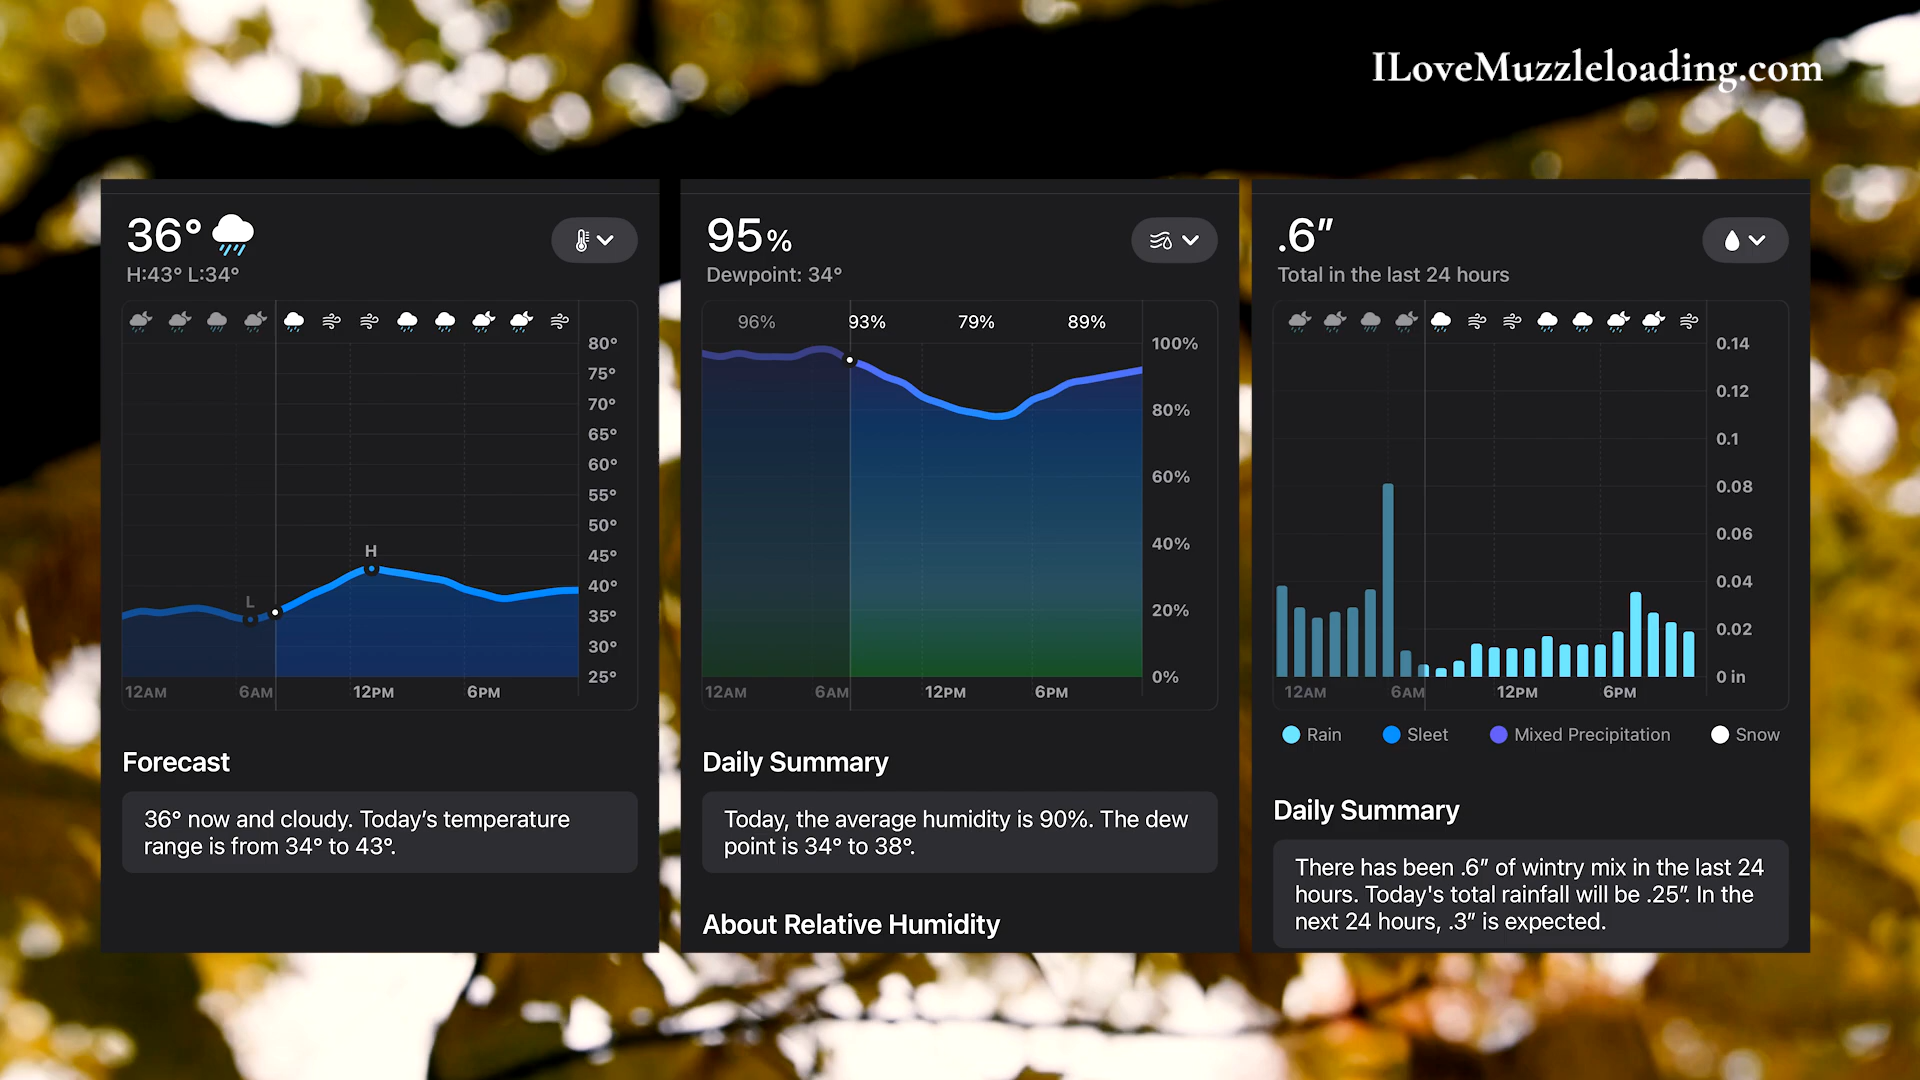 ILoveMuzzleloading.com
36°
H:43° L:34°
80°
75°
70°
65°
60°
55°
50°
45°
40°
35°
30°
25°
H
L
12AM 6AM 12PM 6PM
Forecast
36° now and cloudy. Today’s temperature
range is from 34° to 43°.
95%
Dewpoint: 34°
96% 93% 79% 89%
100%
80%
60%
40%
20%
0%
12AM 6AM 12PM 6PM
Daily Summary
Today, the average humidity is 90%. The dew
point is 34° to 38°.
About Relative Humidity
.6”
Total in the last 24 hours
0.14
0.12
0.1
0.08
0.06
0.04
0.02
0 in
12AM 6AM 12PM 6PM
Rain Sleet Mixed Precipitation Snow
Daily Summary
There has been .6” of wintry mix in the last 24
hours. Today's total rainfall will be .25”. In the
next 24 hours, .3” is expected.